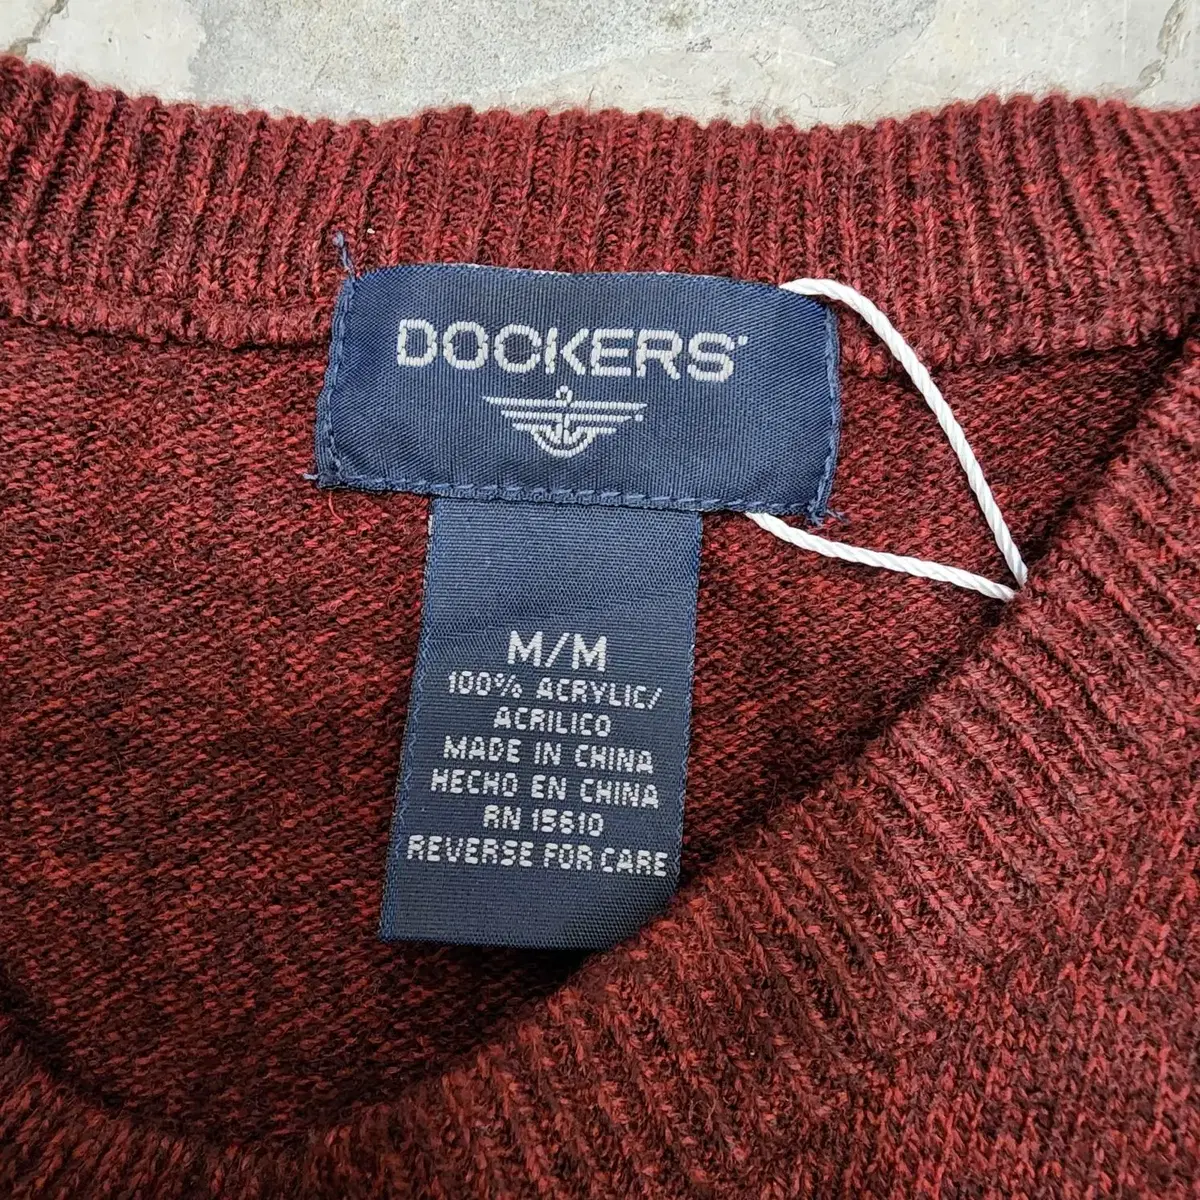 DOCKERS
M/M
100% ACRYLIC/
ACRILICO
MADE IN CHINA
HECHO EN CHINA
RN 15610
REVERSE FOR CARE